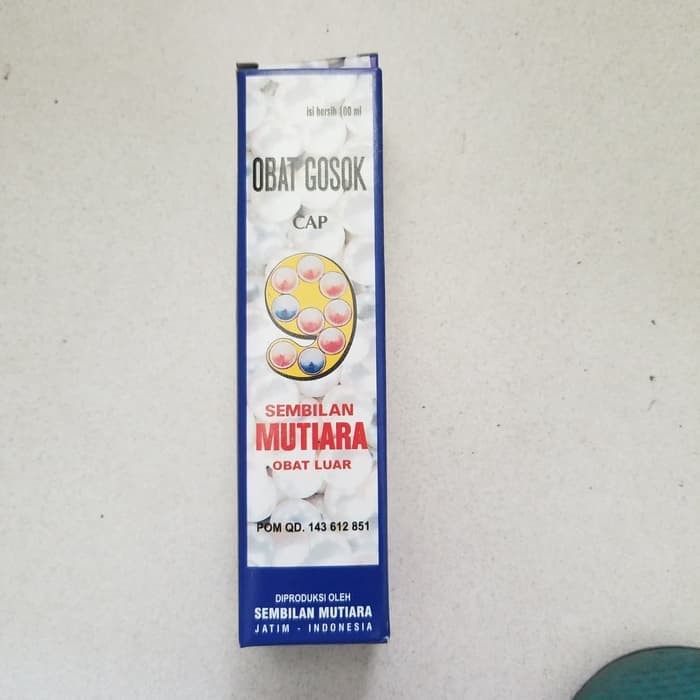 isi bersih 100 ml
OBAT GOSOK
CAP
9
SEMBILAN
MUTIARA
OBAT LUAR
POM QD. 143 612 851
DIPRODUKSI OLEH
SEMBILAN MUTIARA
JATIM - INDONESIA